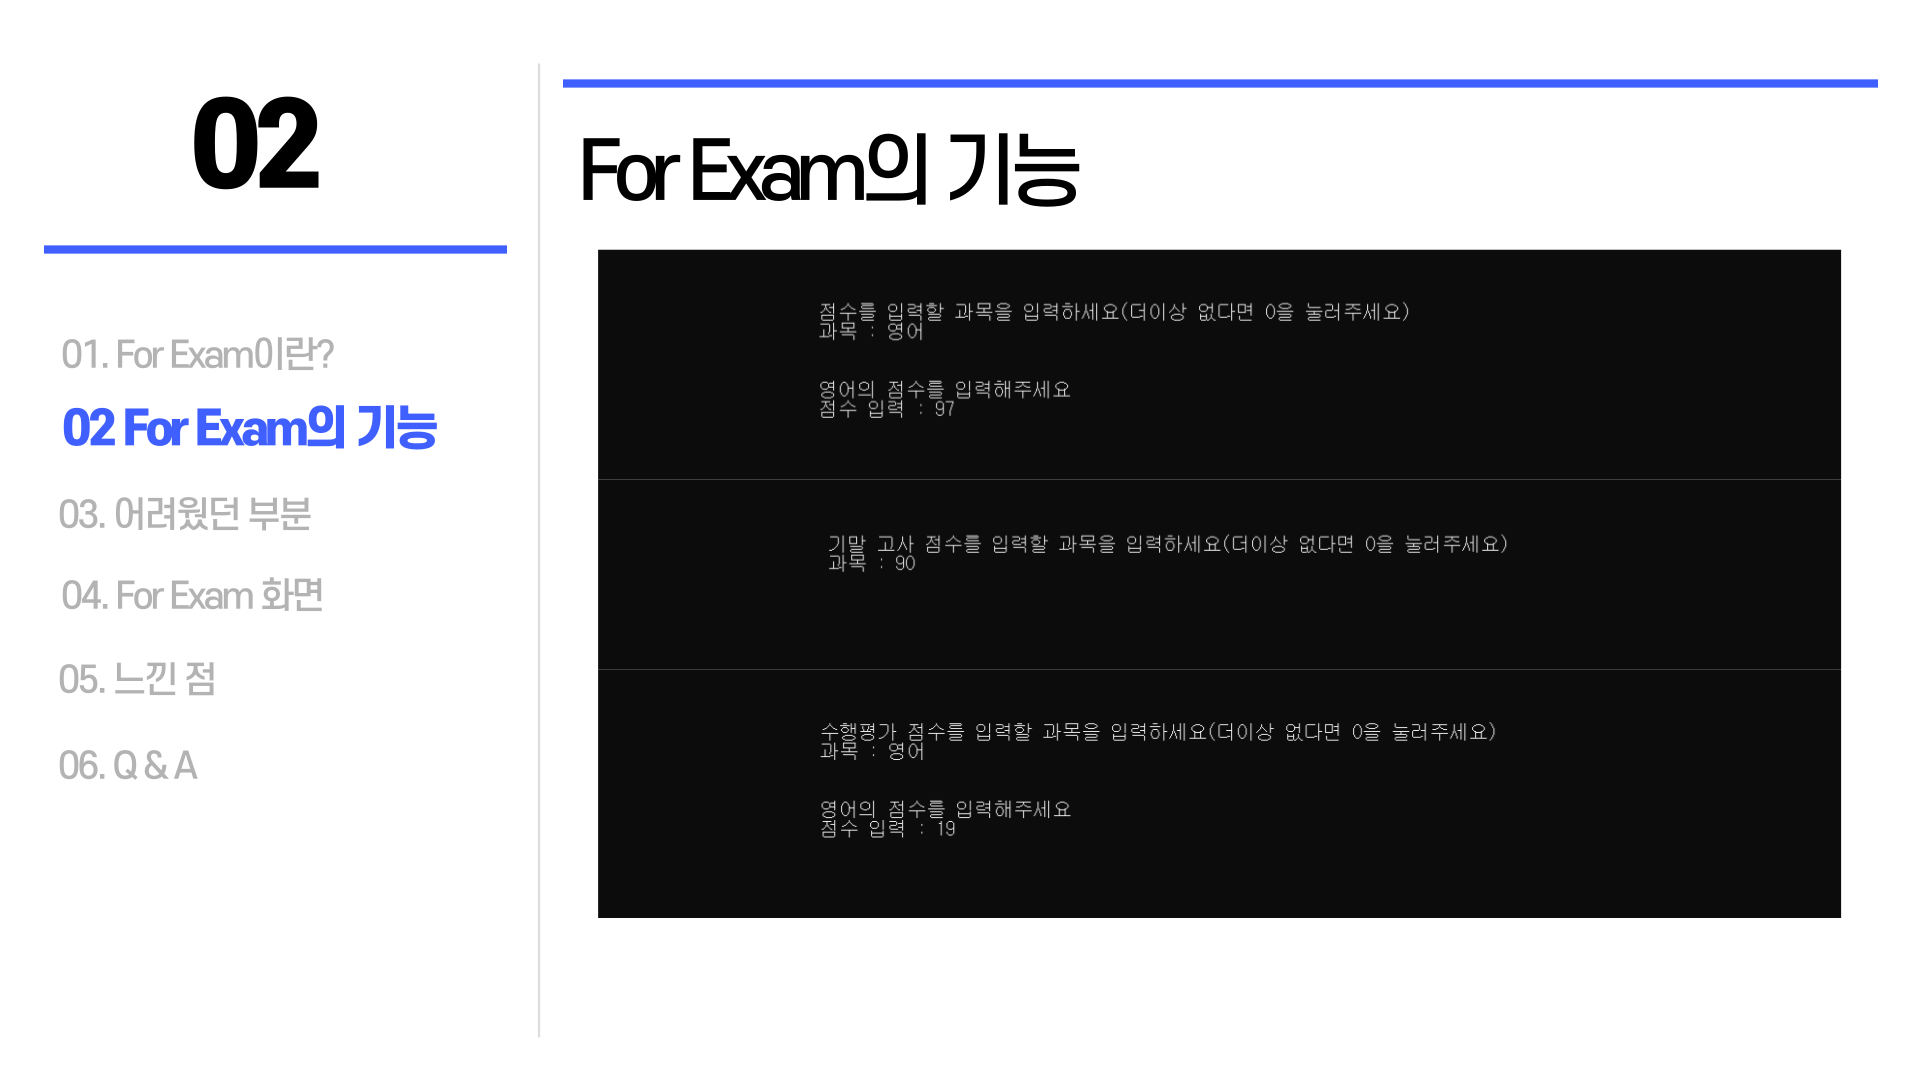 02
01. For Exam이란?
02 For Exam의 기능
03. 어려웠던 부분
04. For Exam 화면
05. 느낀 점
06. Q & A
For Exam의 기능
점수를 입력할 과목을 입력하세요(더이상 없다면 0을 눌러주세요)
과목 : 영어
영어의 점수를 입력해주세요
점수 입력 : 97
기말 고사 점수를 입력할 과목을 입력하세요(더이상 없다면 0을 눌러주세요)
과목 : 90
수행평가 점수를 입력할 과목을 입력하세요(더이상 없다면 0을 눌러주세요)
과목 : 영어
영어의 점수를 입력해주세요
점수 입력 : 19